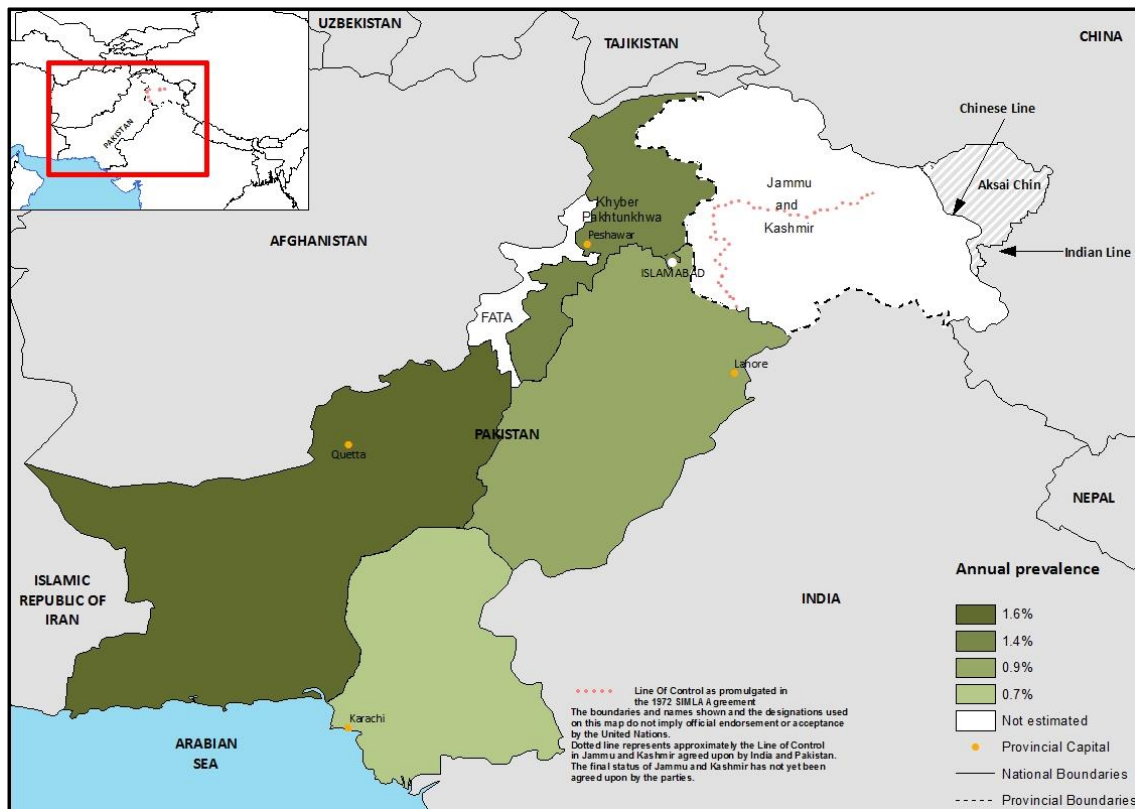 UZBEKISTAN
TAJIKISTAN
CHINA
PAKISTAN
Chinese Line
Aksai Chin
Jammu
and
Kashmir
Khyber
Pakhtunkhwa
Peshawar
AFGHANISTAN
Indian Line
ISLAMABAD
FATA
Lahore
PAKISTAN
Quetta
NEPAL
ISLAMIC
REPUBLIC OF
IRAN
INDIA
Karachi
ARABIAN
SEA
Line Of Control as promulgated in
the 1972 SIMLA Agreement
The boundaries and names shown and the designations used
on this map do not imply official endorsement or acceptance
by the United Nations.
Dotted line represents approximately the Line of Control
in Jammu and Kashmir agreed upon by India and Pakistan.
The final status of Jammu and Kashmir has not yet been
agreed upon by the parties.
Annual prevalence
1.6%
1.4%
0.9%
0.7%
Not estimated
Provincial Capital
National Boundaries
Provincial Boundaries